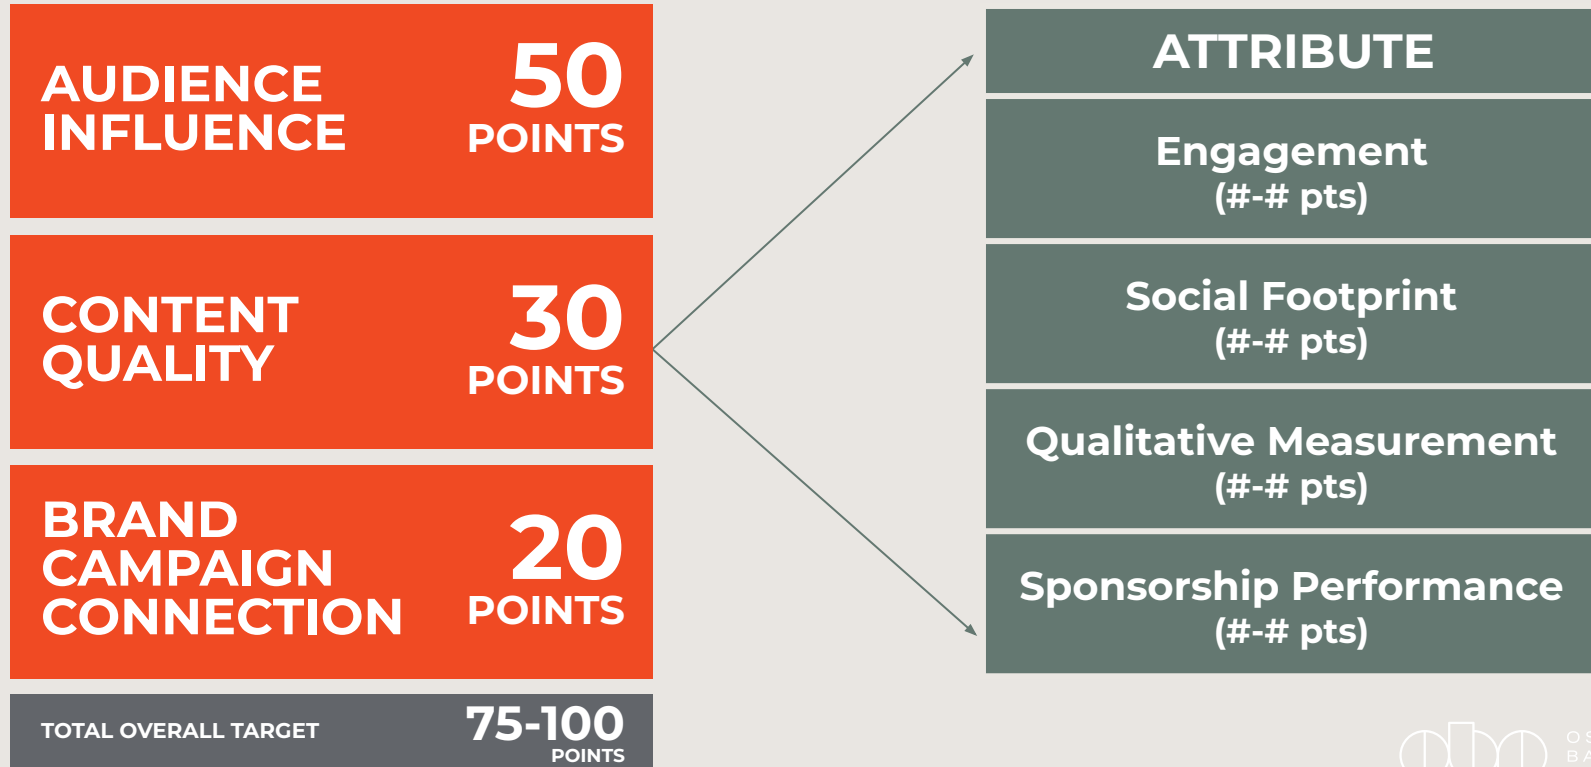 AUDIENCE
INFLUENCE
50
POINTS
CONTENT
QUALITY
30
POINTS
BRAND
CAMPAIGN
CONNECTION
20
POINTS
TOTAL OVERALL TARGET
75-100
POINTS
ATTRIBUTE
Engagement
(#-# pts)
Social Footprint
(#-# pts)
Qualitative Measurement
(#-# pts)
Sponsorship Performance
(#-# pts)